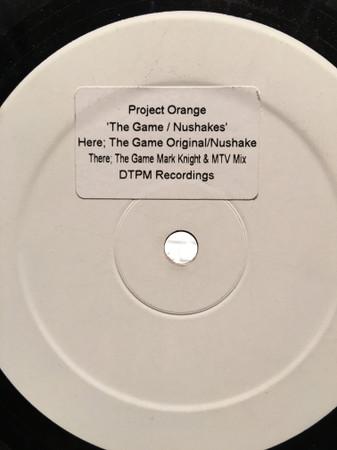 Project Orange
'The Game / Nushakes'
Here; The Game Original/Nushake
There; The Game Mark Knight & MTV Mix
DTPM Recordings